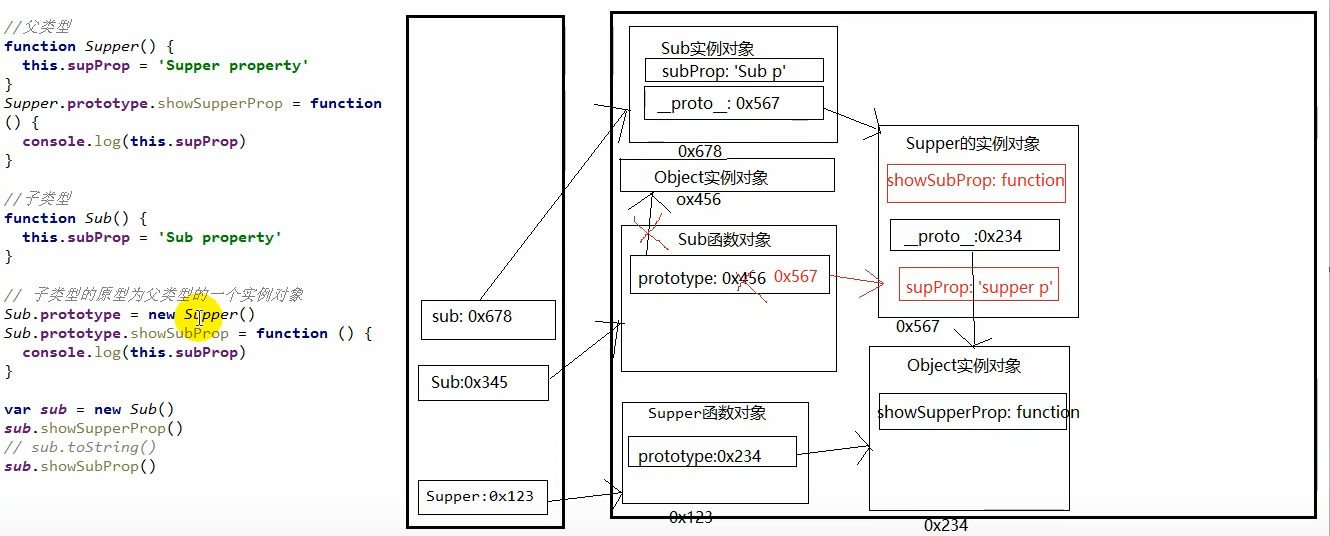 //父类型
function Supper() {
this.supProp = 'Supper property'
}
Supper.prototype.showSupperProp = function
() {
console.log(this.supProp)
}
//子类型
function Sub() {
this.subProp = 'Sub property'
}
// 子类型的原型为父类型的一个实例对象
Sub.prototype = new Supper()
Sub.prototype.showSubProp = function () {
console.log(this.subProp)
}
var sub = new Sub()
sub.showSupperProp()
// sub.toString()
sub.showSubProp()
sub: 0x678
Sub:0x345
Supper:0x123
Sub实例对象
subProp: 'Sub p'
__proto__: 0x567
0x678
Object实例对象
ox456
Sub函数对象
prototype: 0x456 0x567
Supper函数对象
prototype:0x234
0x123
Supper的实例对象
showSubProp: function
__proto__:0x234
supProp: 'supper p'
0x567
Object实例对象
showSupperProp: function
0x234